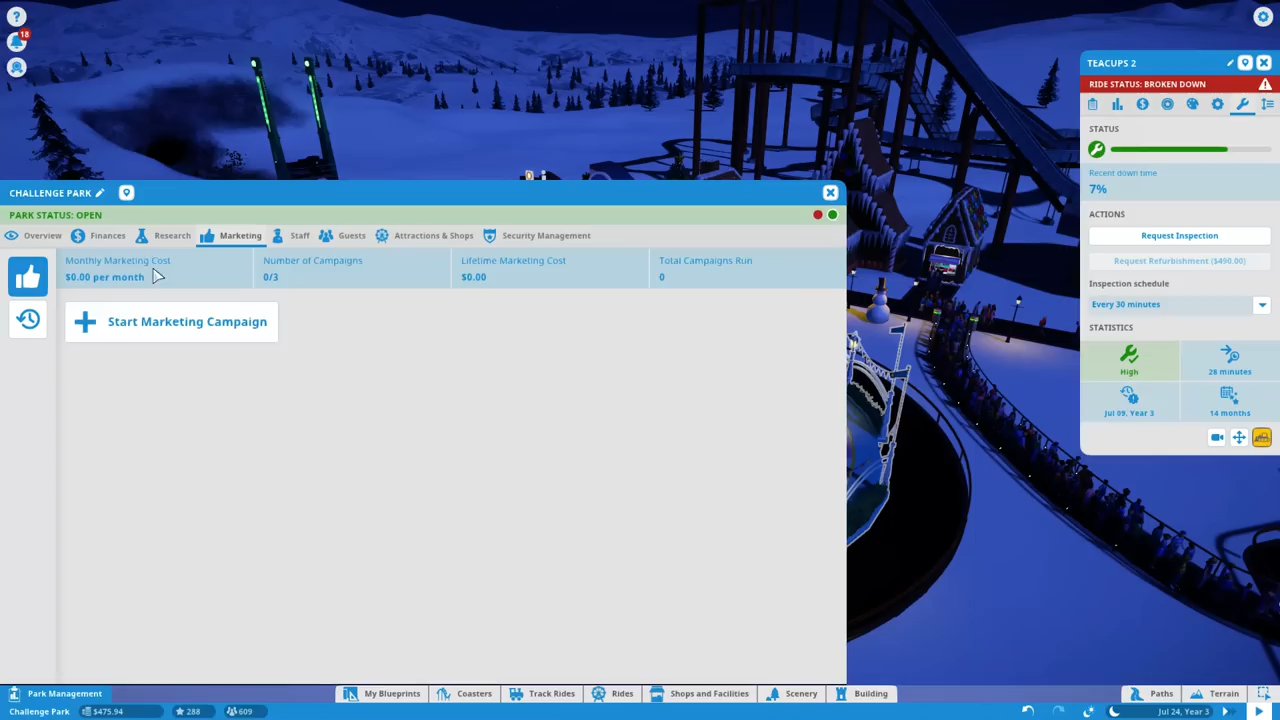 ?
18
CHALLENGE PARK
PARK STATUS: OPEN
Overview Finances Research Marketing Staff Guests Attractions & Shops Security Management
Monthly Marketing Cost
$0.00 per month
Number of Campaigns
0/3
Lifetime Marketing Cost
$0.00
Total Campaigns Run
0
Start Marketing Campaign
TEACUPS 2
RIDE STATUS: BROKEN DOWN
STATUS
Recent down time
7%
ACTIONS
Request Inspection
Request Refurbishment ($490.00)
Inspection schedule
Every 30 minutes
STATISTICS
High
28 minutes
Jul 09, Year 3
14 months
Park Management
My Blueprints Coasters Track Rides Rides Shops and Facilities Scenery Building
Paths Terrain
Challenge Park $475.94 288 609
Jul 24, Year 3